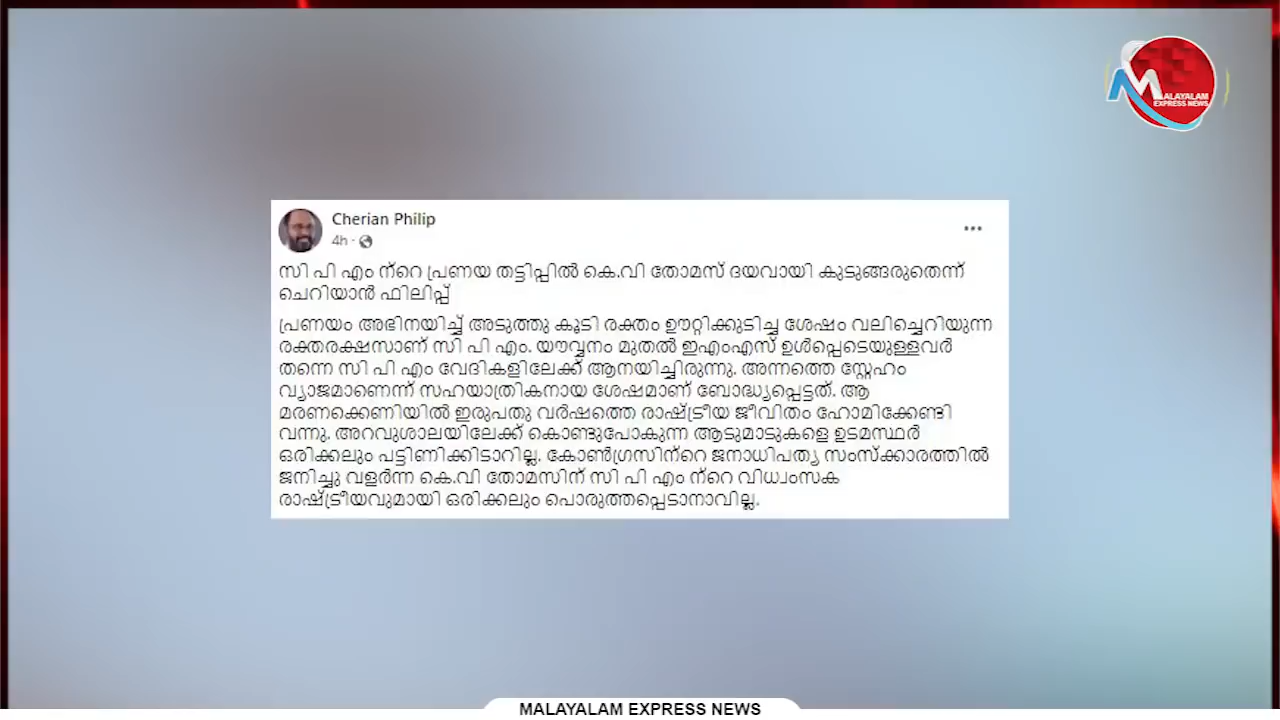 MALAYALAM
EXPRESS NEWS
Cherian Philip
4h ·
സി പി എം ന്റെ പ്രണയ തട്ടിപ്പിൽ കെ.വി തോമസ് ദയവായി കുടുങ്ങരുതെന്ന്
ചെറിയാൻ ഫിലിപ്പ്
പ്രണയം അഭിനയിച്ച് അടുത്തു കൂടി രക്തം ഊറ്റിക്കുടിച്ച ശേഷം വലിച്ചെറിയുന്ന
രക്തരക്ഷസാണ് സി പി എം. യൗവ്വനം മുതൽ ഇഎംഎസ് ഉൾപ്പെടെയുള്ളവർ
തന്നെ സി പി എം വേദികളിലേക്ക് ആനയിച്ചിരുന്നു. അന്നത്തെ സ്നേഹം
വ്യാജമാണെന്ന് സഹയാത്രികനായ ശേഷമാണ് ബോദ്ധ്യപ്പെട്ടത്. ആ
മരണക്കെണിയിൽ ഇരുപതു വർഷത്തെ രാഷ്ട്രീയ ജീവിതം ഹോമിക്കേണ്ടി
വന്നു. അറവുശാലയിലേക്ക് കൊണ്ടുപോകുന്ന ആടുമാടുകളെ ഉടമസ്ഥർ
ഒരിക്കലും പട്ടിണിക്കിടാറില്ല. കോൺഗ്രസിന്റെ ജനാധിപത്യ സംസ്ക്കാരത്തിൽ
ജനിച്ചു വളർന്ന കെ.വി തോമസിന് സി പി എം ന്റെ വിധ്വംസക
രാഷ്ട്രീയവുമായി ഒരിക്കലും പൊരുത്തപ്പെടാനാവില്ല.
MALAYALAM EXPRESS NEWS